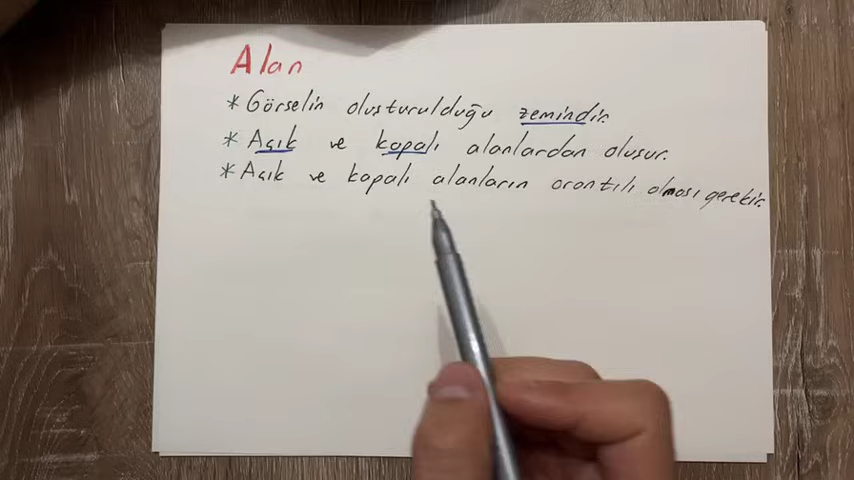 Alan
* Görselin oluşturulduğu zemindir.
* Açık ve kapalı alanlardan oluşur.
* Açık ve kapalı alanların orantılı olması gerekir.